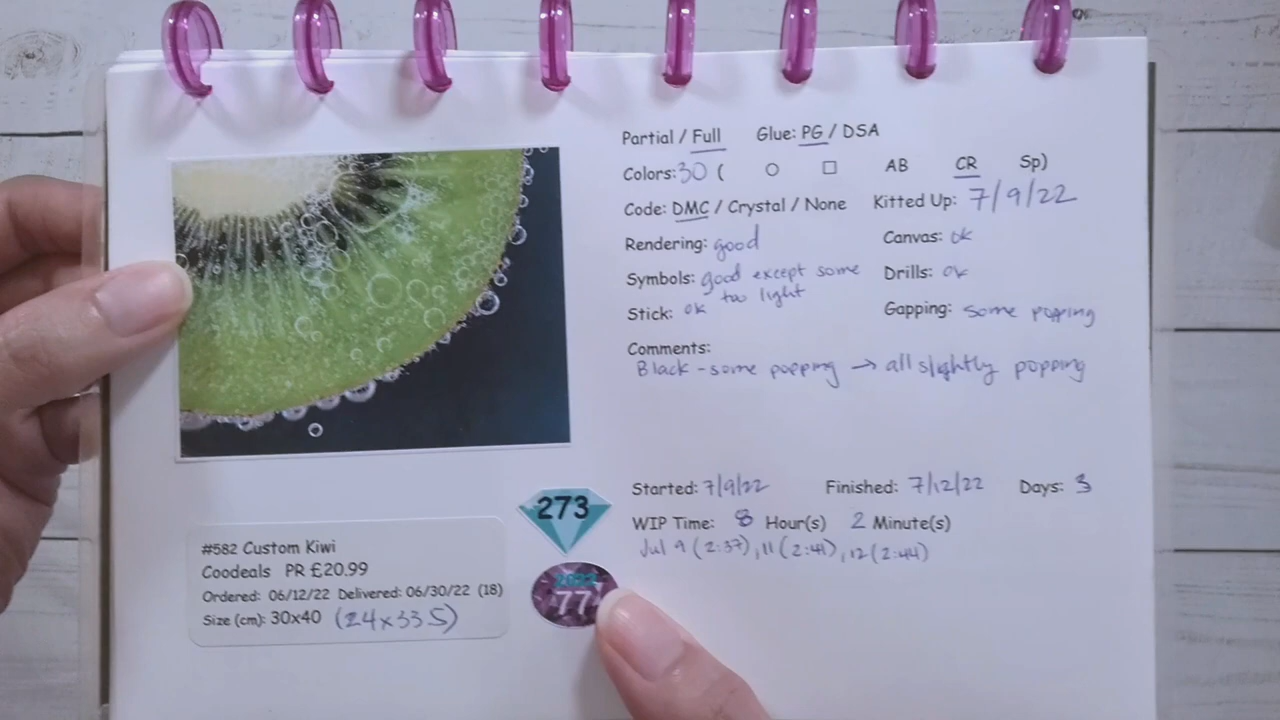 Partial / Full Glue: PG / DSA
Colors: 30 ( ○ □ AB CR Sp)
Code: DMC / Crystal / None Kitted Up: 7/9/22
Rendering: good Canvas: ok
Symbols: good except some too light Drills: ok
Stick: ok Gapping: some popping
Comments:
Black - some popping → all slightly popping
Started: 7/9/22 Finished: 7/12/22 Days: 3
WIP Time: 8 Hour(s) 2 Minute(s)
Jul 9 (2:37), 11 (2:41), 12 (2:44)
273
2022
77
#582 Custom Kiwi
Coodeals PR £20.99
Ordered: 06/12/22 Delivered: 06/30/22 (18)
Size (cm): 30x40 (24x33.5)